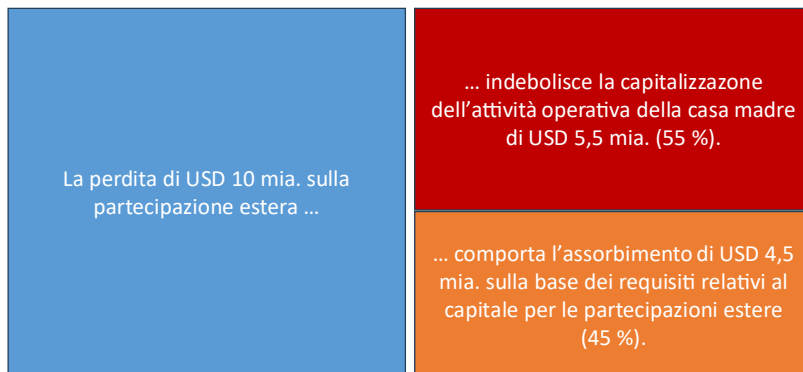 La perdita di USD 10 mia. sulla
partecipazione estera ...
... indebolisce la capitalizzazone
dell’attività operativa della casa madre
di USD 5,5 mia. (55 %).
... comporta l’assorbimento di USD 4,5
mia. sulla base dei requisiti relativi al
capitale per le partecipazioni estere
(45 %).